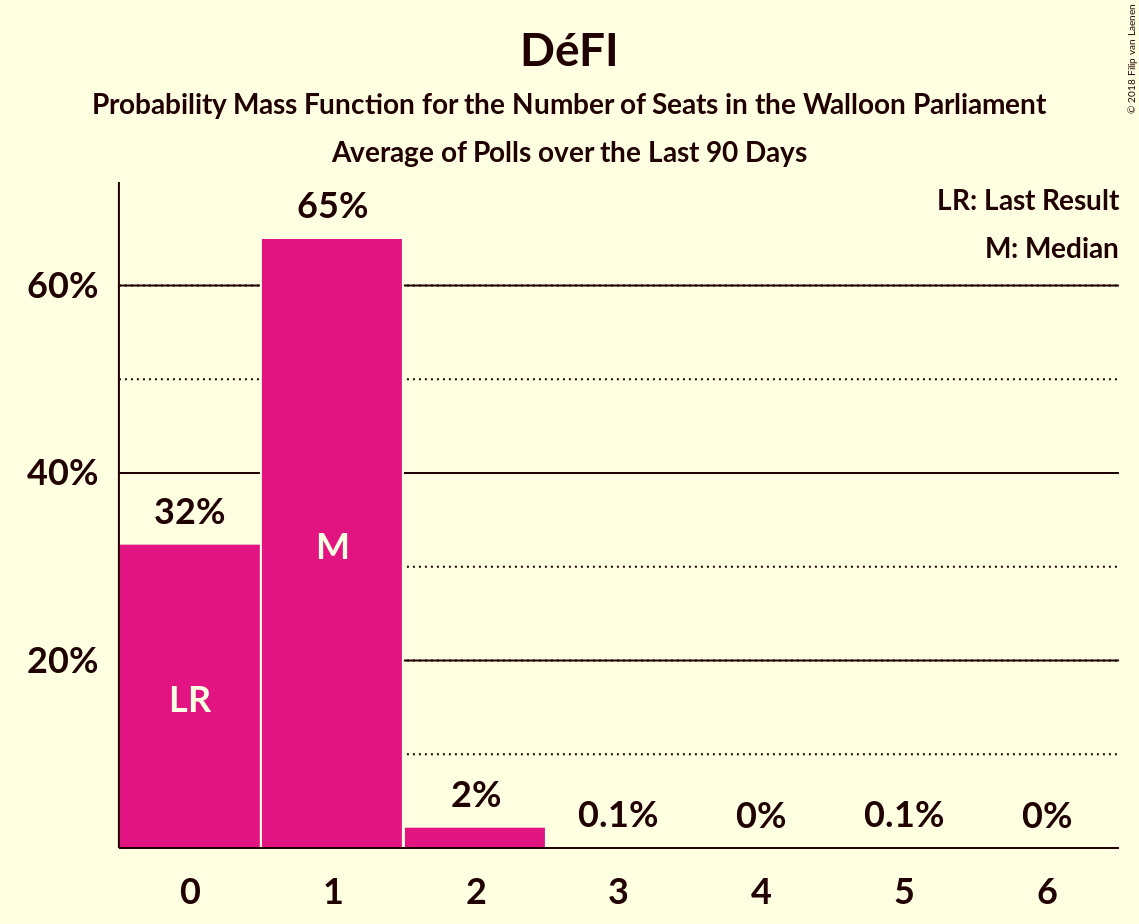 DéFI
Probability Mass Function for the Number of Seats in the Walloon Parliament
Average of Polls over the Last 90 Days
© 2018 Filip van Laenen
LR: Last Result
M: Median
65%
60%
40%
32%
M
20%
LR
2%
0.1%
0%
0.1%
0%
0 1 2 3 4 5 6